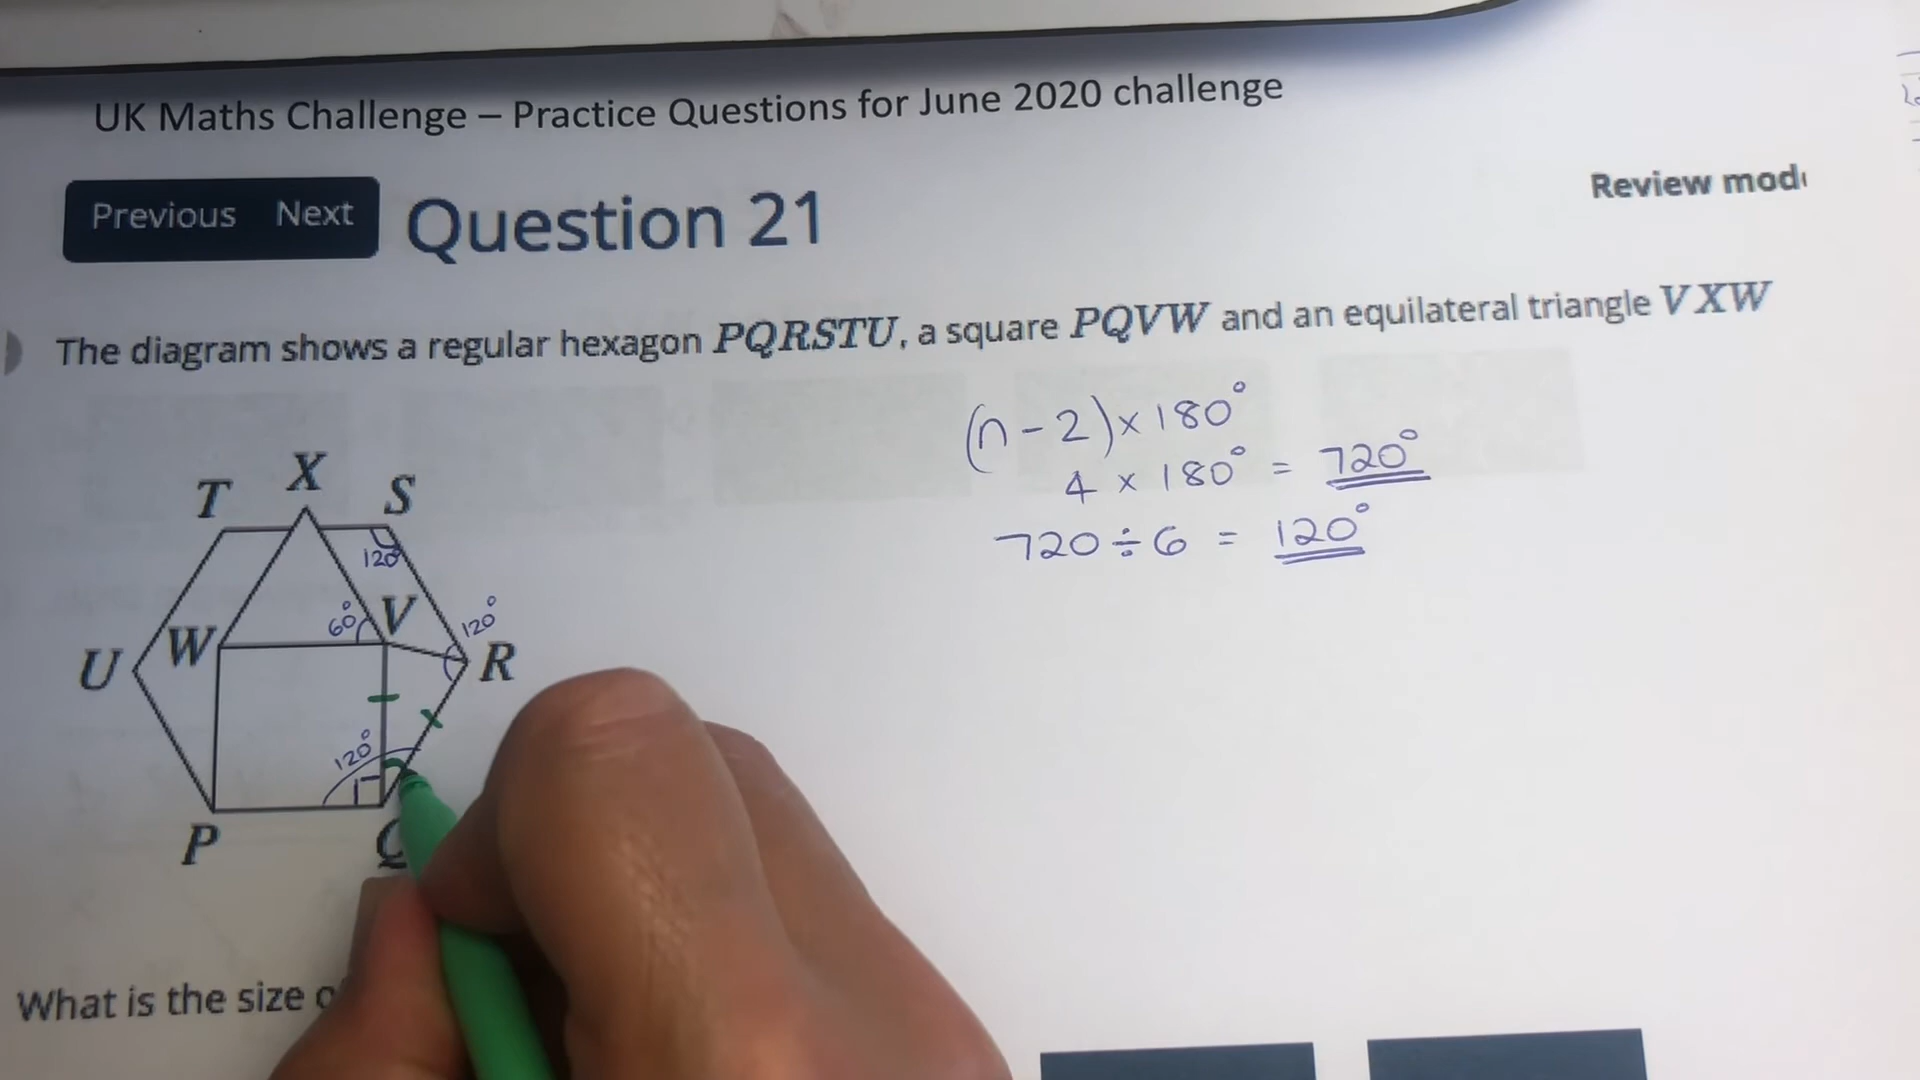 UK Maths Challenge – Practice Questions for June 2020 challenge
Previous Next Question 21
Review mod
The diagram shows a regular hexagon PQRSTU, a square PQVW and an equilateral triangle VXW
(n - 2) × 180°
4 × 180° = 720°
720 ÷ 6 = 120°
T X S
120°
60° V 120°
U W R
120°
P Q
What is the size